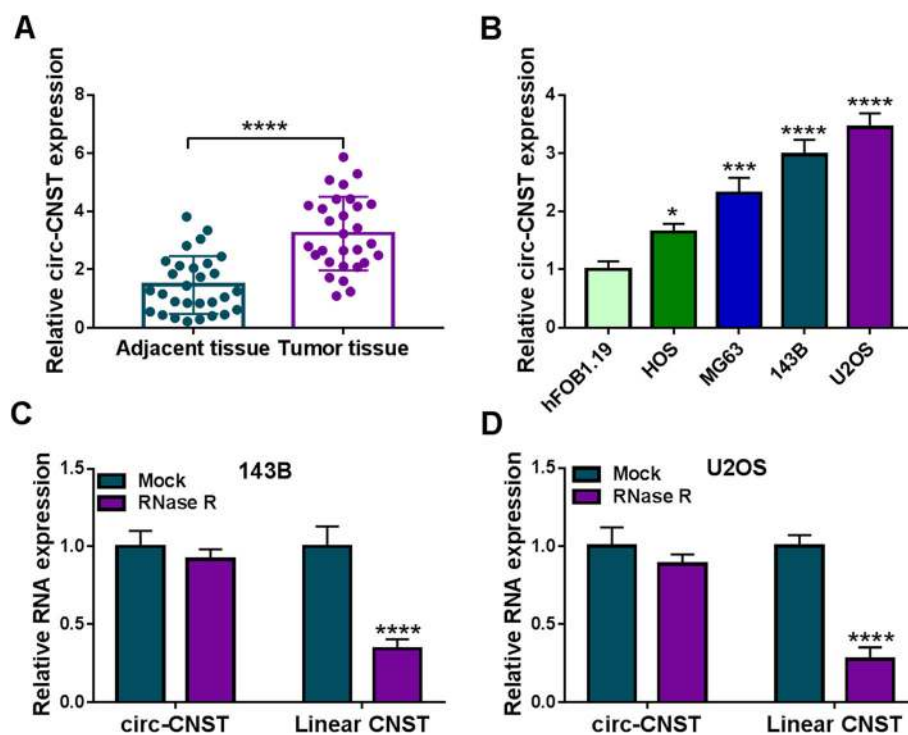 A
Relative circ-CNST expression
8
6
4
2
0
****
Adjacent tissue
Tumor tissue
B
Relative circ-CNST expression
4
3
2
1
0
*
***
****
****
hFOB1.19
HOS
MG63
143B
U2OS
C
Relative RNA expression
1.5
1.0
0.5
0.0
143B
Mock
RNase R
****
circ-CNST
Linear CNST
D
Relative RNA expression
1.5
1.0
0.5
0.0
U2OS
Mock
RNase R
****
circ-CNST
Linear CNST